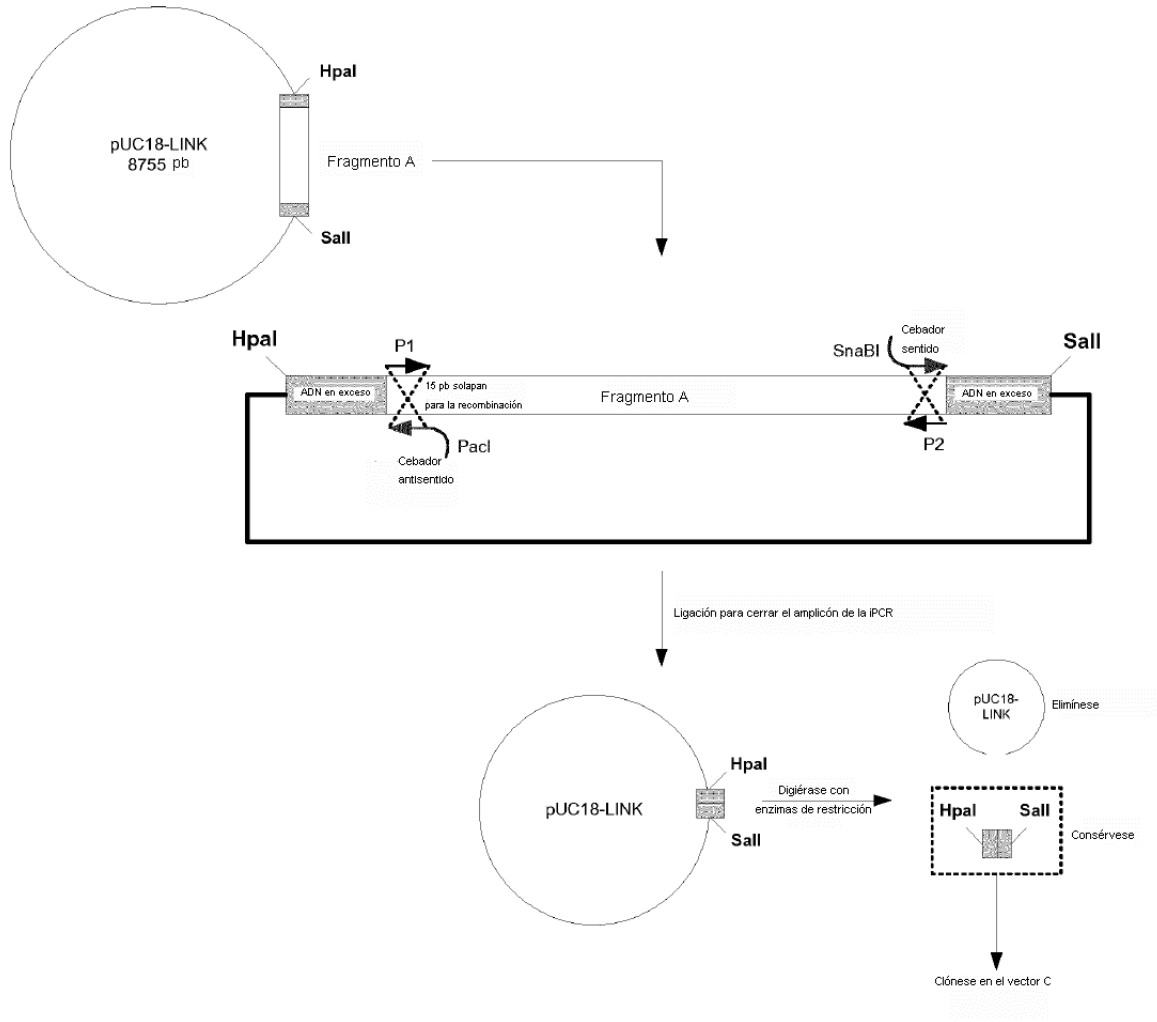 HpaI
pUC18-LINK
8755 pb
Fragmento A
SalI
HpaI
P1
SnaBI
Cebador
sentido
SalI
ADN en exceso
15 pb solapan
para la recombinación
Fragmento A
ADN en exceso
PacI
Cebador
antisentido
P2
Ligación para cerrar el amplicón de la iPCR
pUC18-
LINK
Elimínese
HpaI
pUC18-LINK
SalI
Digiérase con
enzimas de restricción
HpaI SalI
Consérvese
Clónese en el vector C